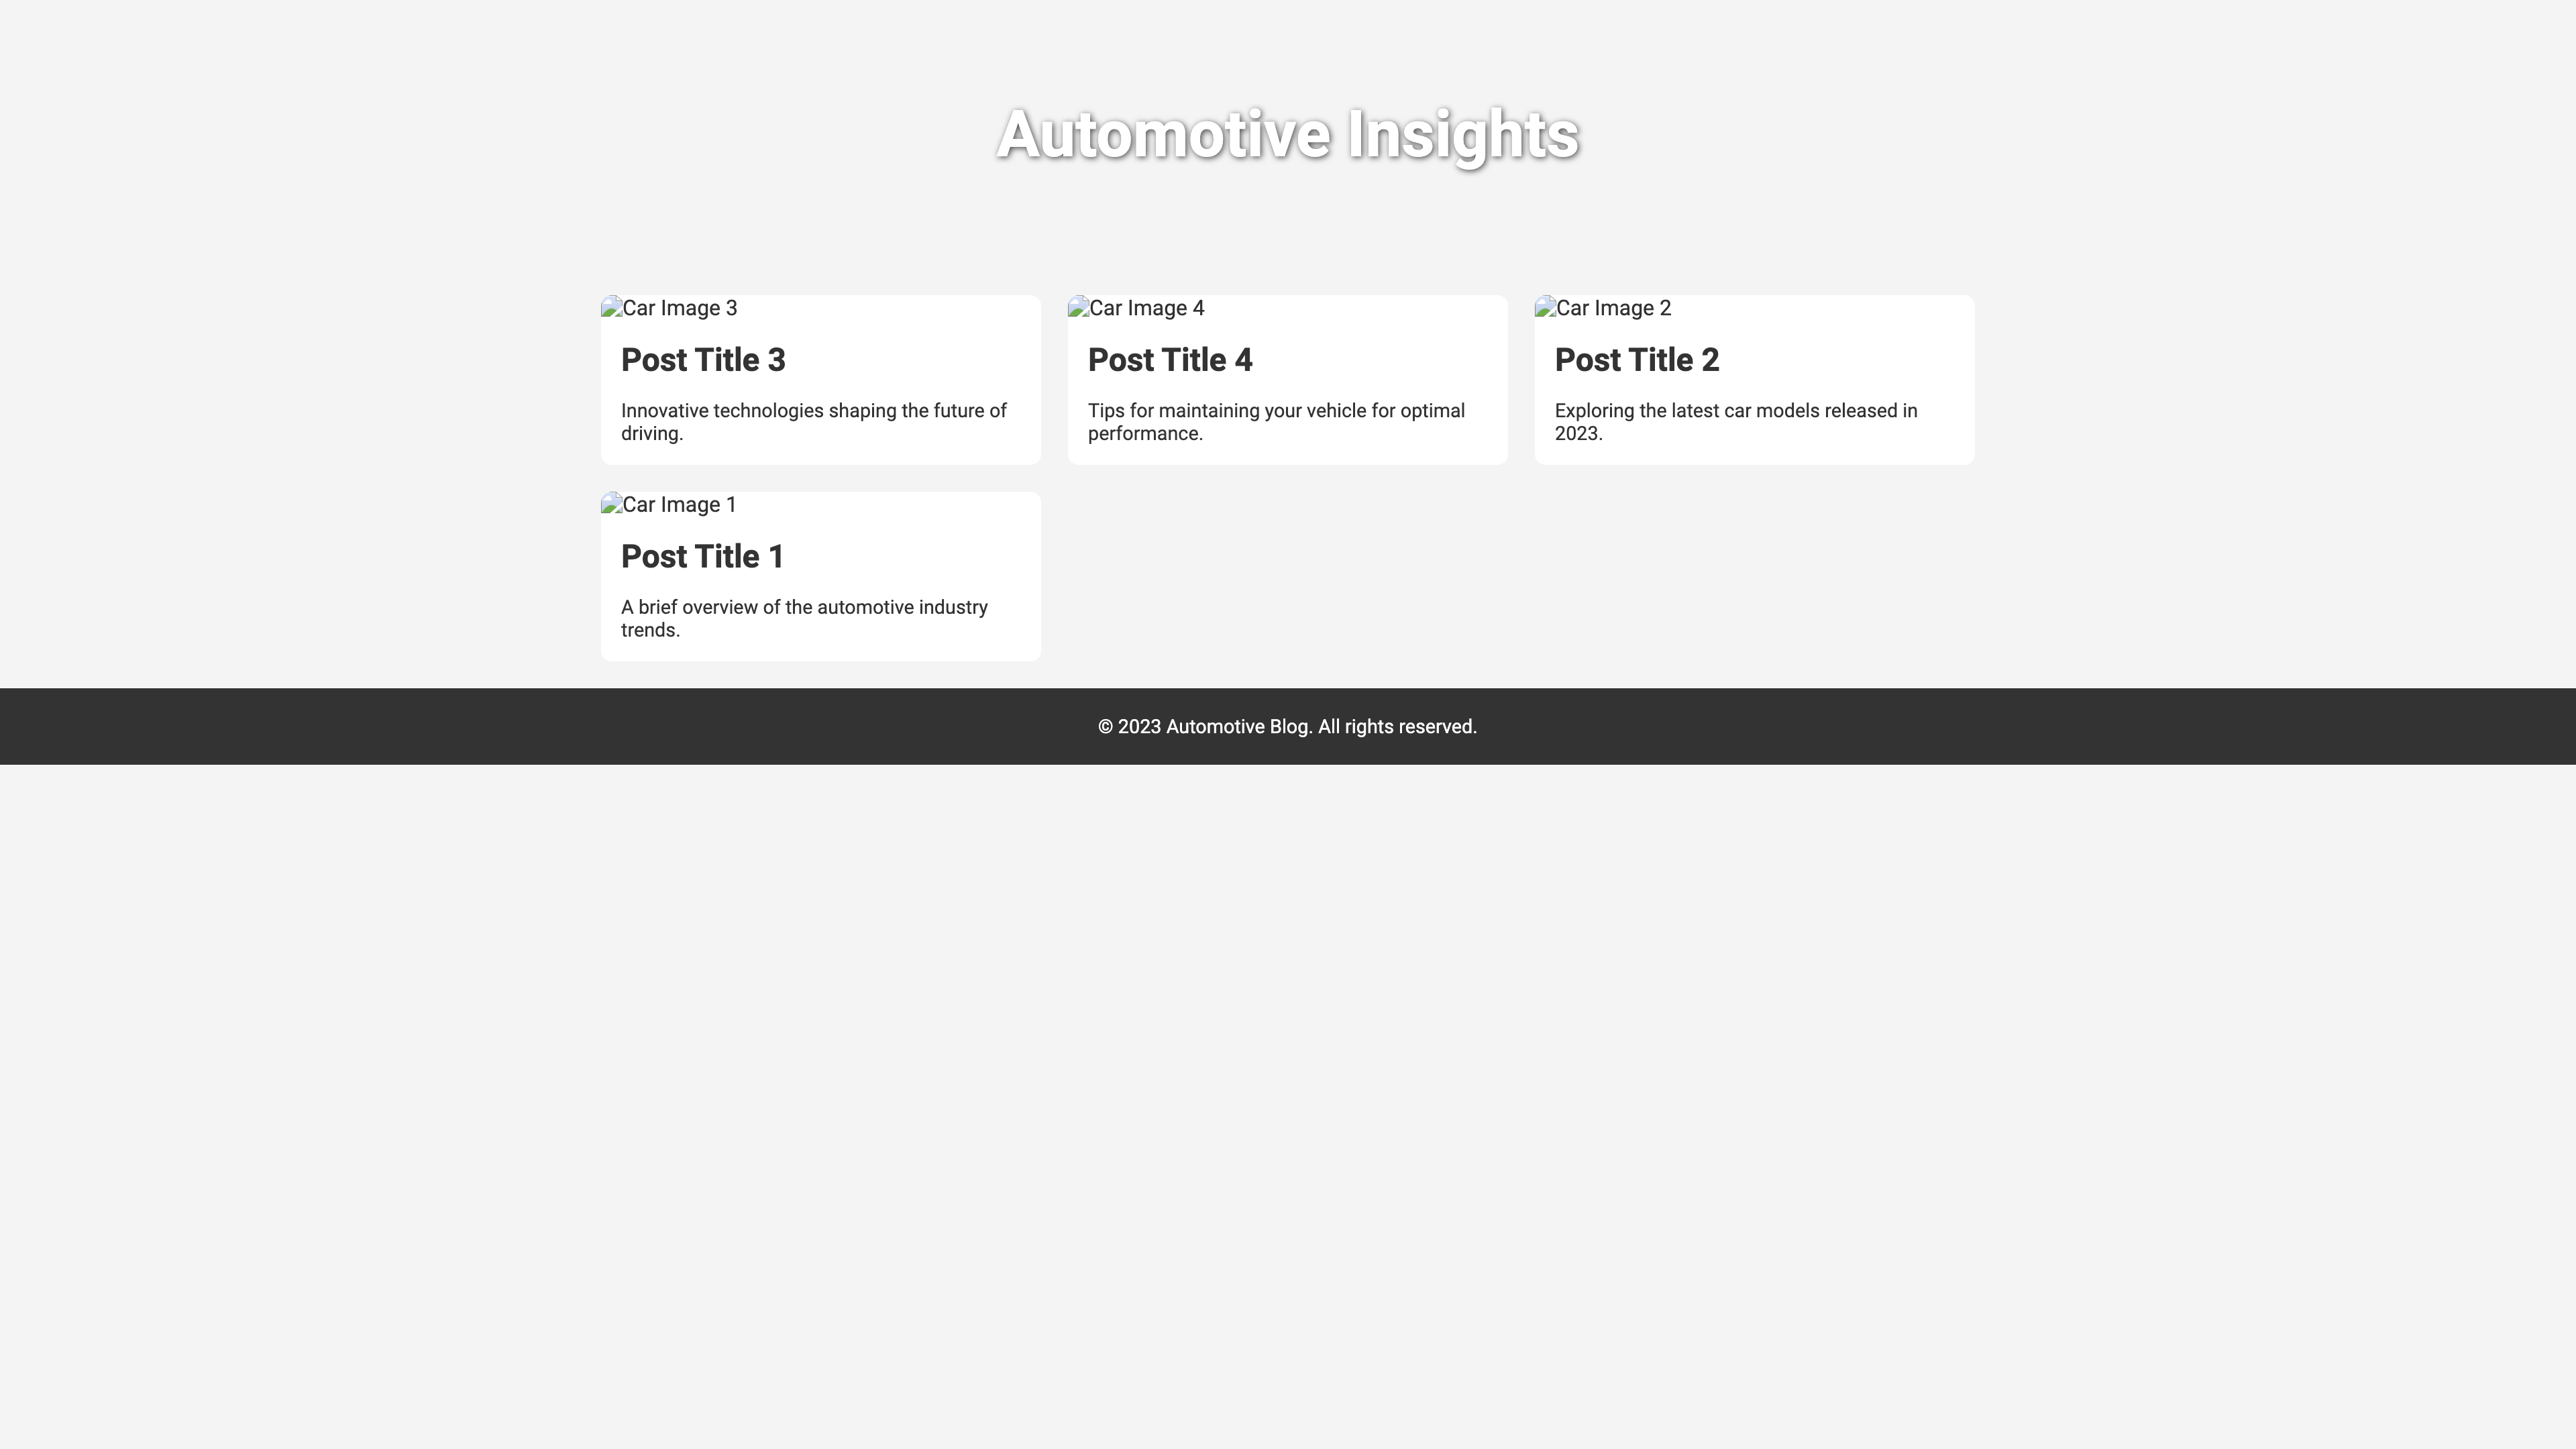 Automotive Insights
Car Image 3
Post Title 3
Innovative technologies shaping the future of
driving.
Car Image 4
Post Title 4
Tips for maintaining your vehicle for optimal
performance.
Car Image 2
Post Title 2
Exploring the latest car models released in
2023.
Car Image 1
Post Title 1
A brief overview of the automotive industry
trends.
© 2023 Automotive Blog. All rights reserved.